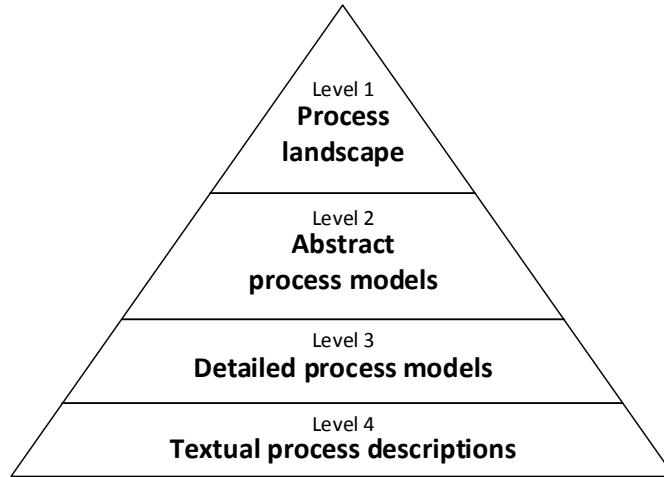 Level 1
Process
landscape
Level 2
Abstract
process models
Level 3
Detailed process models
Level 4
Textual process descriptions